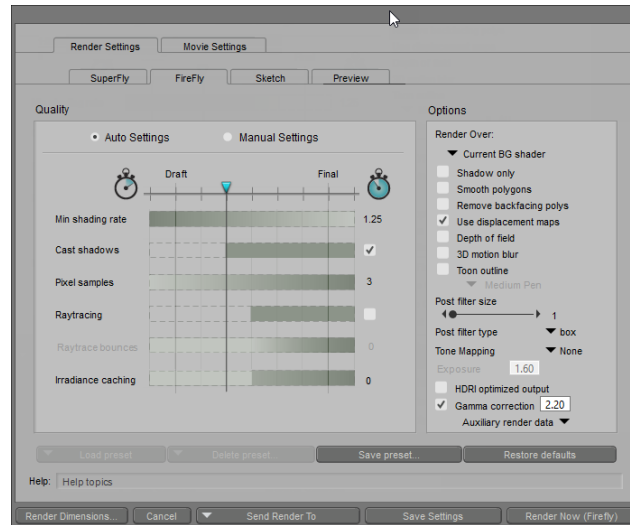 Render Settings
Movie Settings
SuperFly
FireFly
Sketch
Preview
Quality
Auto Settings
Manual Settings
Draft
Final
Min shading rate
1.25
Cast shadows
Pixel samples
3
Raytracing
Raytrace bounces
0
Irradiance caching
0
Options
Render Over:
Current BG shader
Shadow only
Smooth polygons
Remove backfacing polys
Use displacement maps
Depth of field
3D motion blur
Toon outline
Medium Pen
Post filter size
1
Post filter type
box
Tone Mapping
None
Exposure
1.60
HDRI optimized output
Gamma correction
2.20
Auxiliary render data
Load preset
Delete preset
Save preset...
Restore defaults
Help:
Help topics
Render Dimensions...
Cancel
Send Render To
Save Settings
Render Now (Firefly)